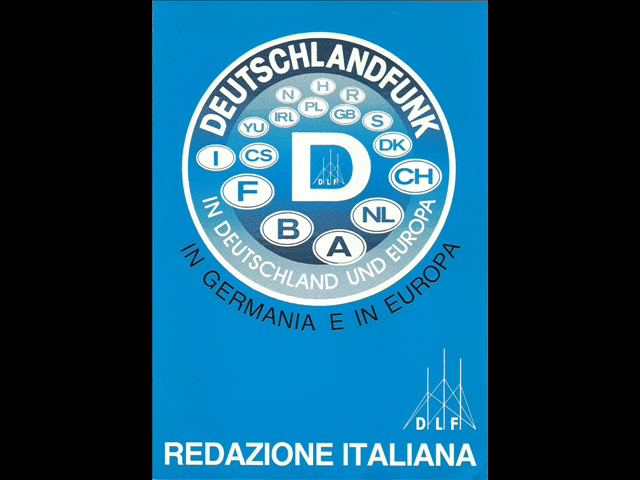 DEUTSCHLANDFUNK
N H R
IRL PL GB
YU S
I CS DK
F D CH
DLF
B NL
A
IN DEUTSCHLAND UND EUROPA
IN GERMANIA E IN EUROPA
DLF
REDAZIONE ITALIANA